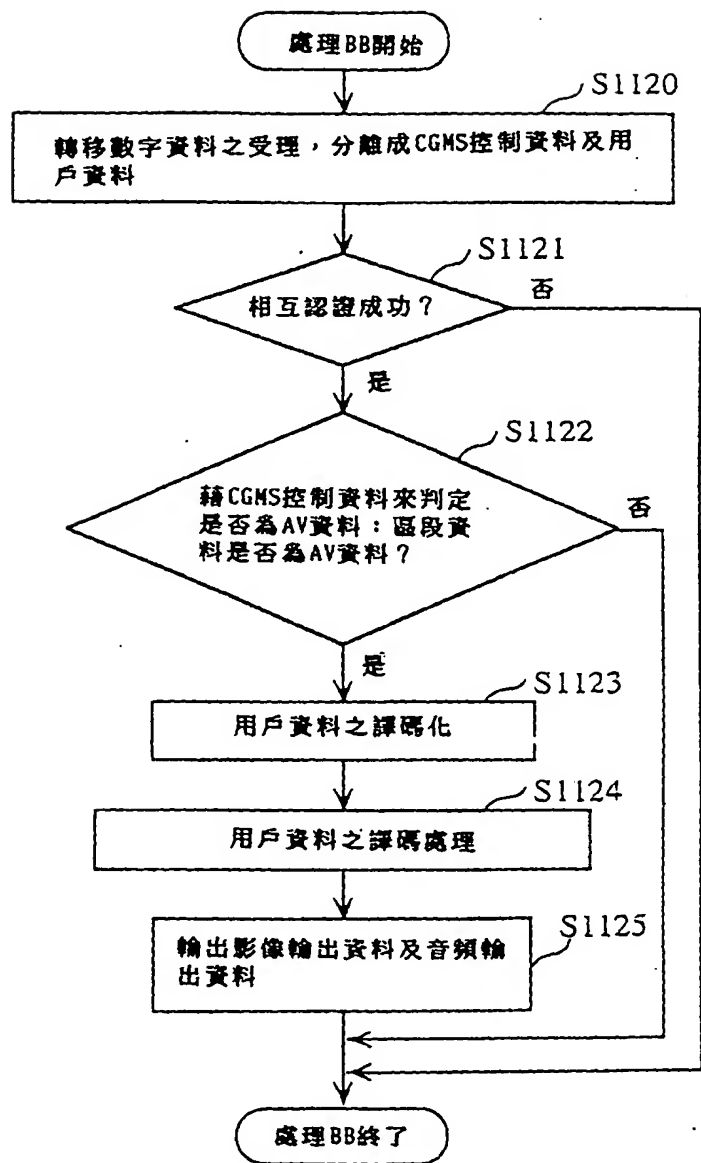 處理BB開始
S1120
轉移數字資料之受理，分離成CGMS控制資料及用
戶資料
S1121
相互認證成功？
否
是
S1122
藉CGMS控制資料來判定
是否為AV資料：區段資
料是否為AV資料？
否
是
S1123
用戶資料之譯碼化
S1124
用戶資料之譯碼處理
S1125
輸出影像輸出資料及音頻輸
出資料
處理BB終了